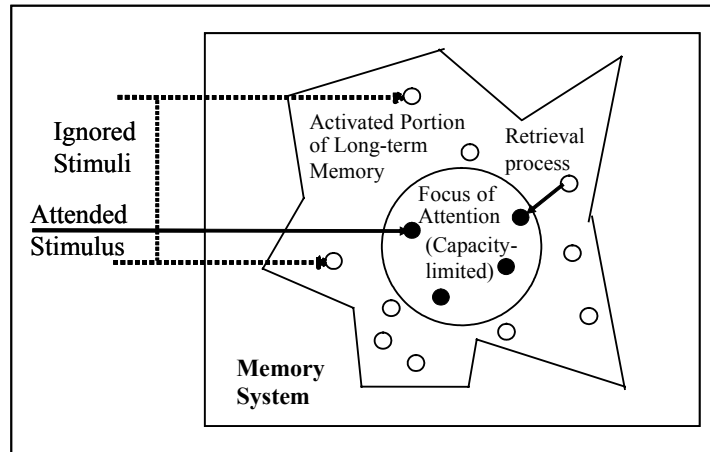 Ignored
Stimuli
Attended
Stimulus
Activated Portion
of Long-term
Memory
Retrieval
process
Focus of
Attention
(Capacity-
limited)
Memory
System